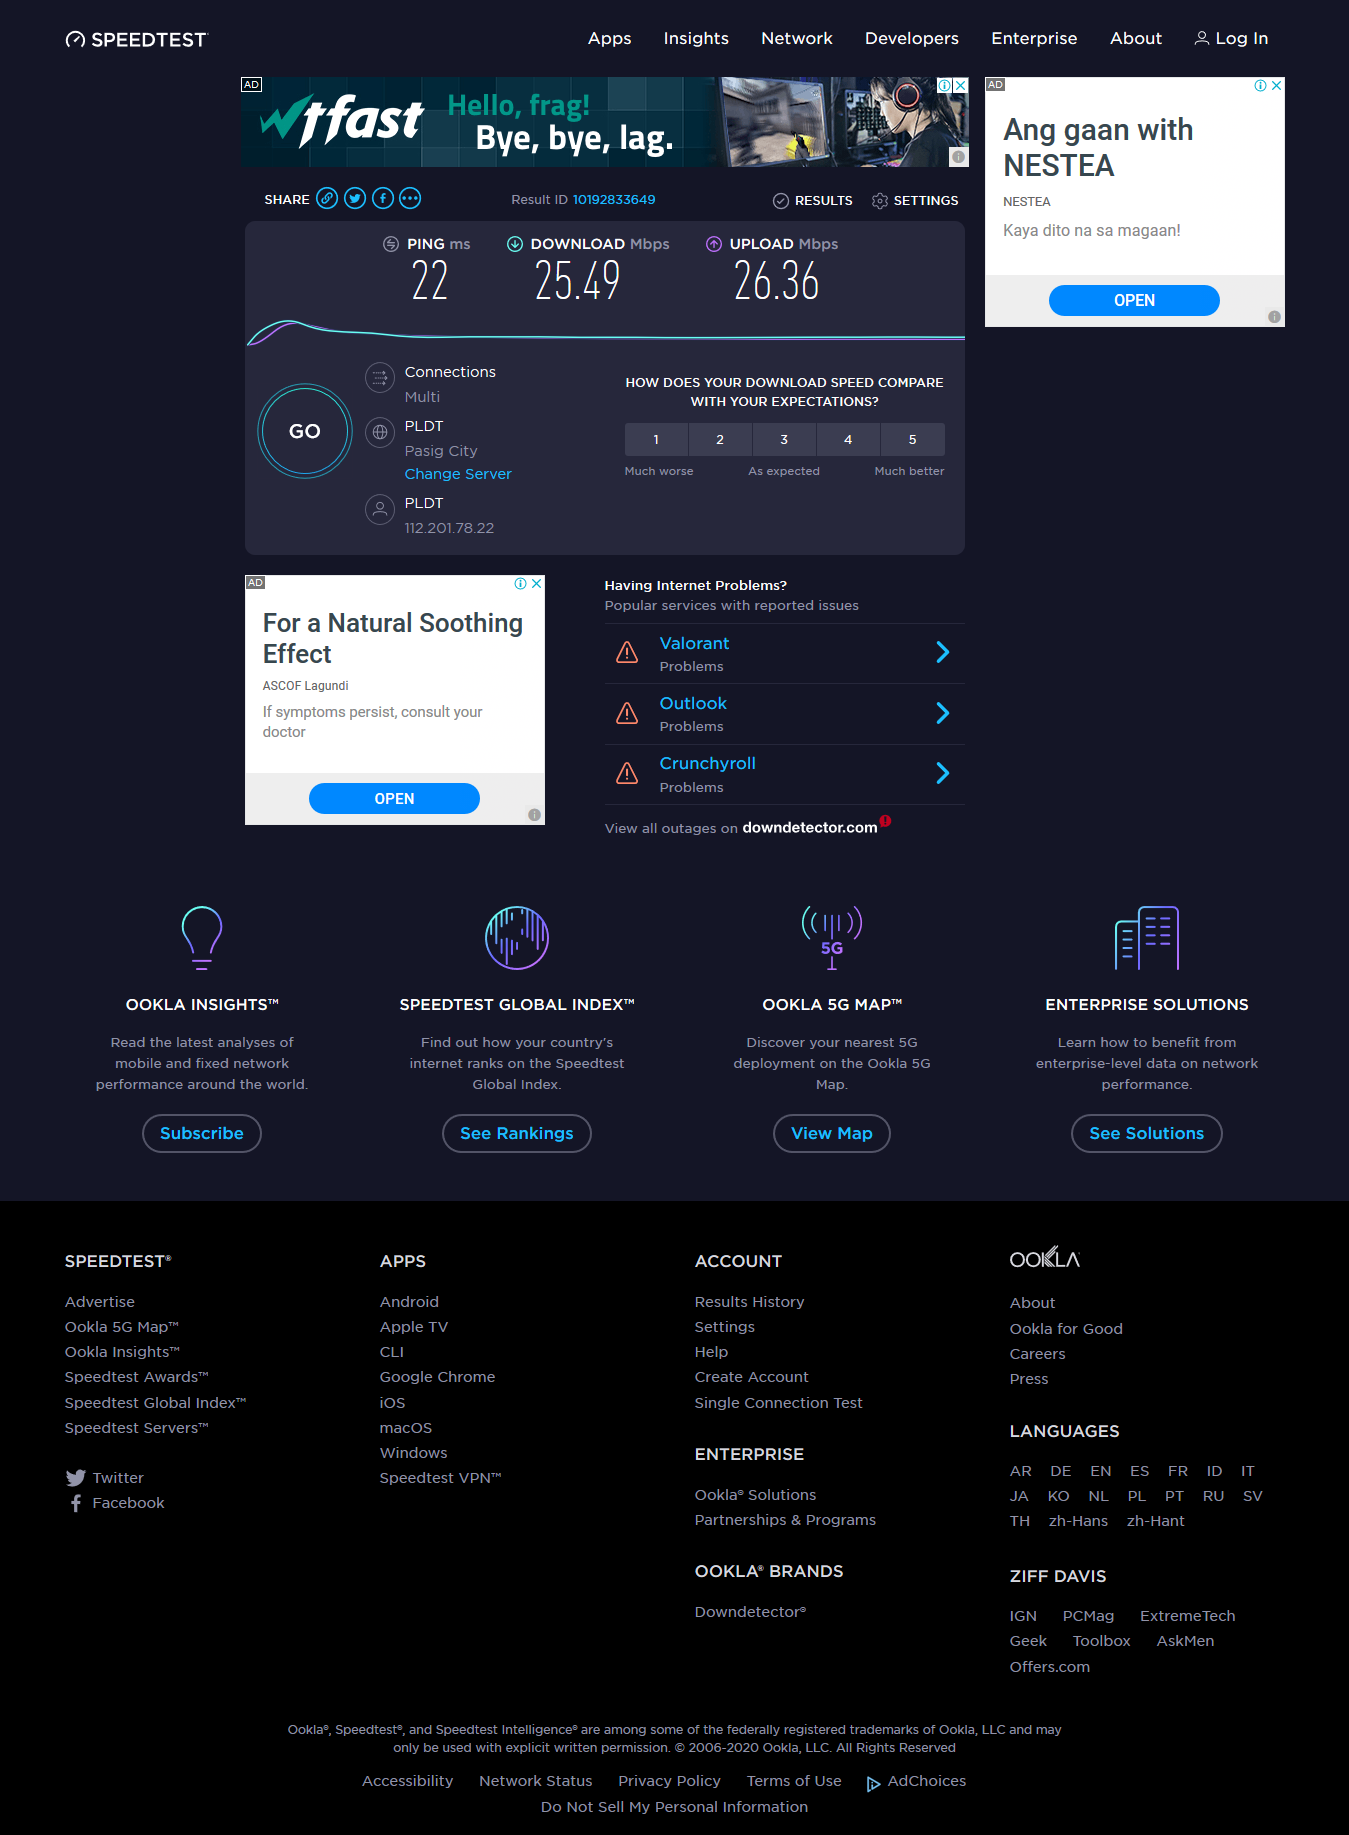 SPEEDTEST
Apps Insights Network Developers Enterprise About Log In
AD
wtfast
Hello, frag!
Bye, bye, lag.
AD
Ang gaan with
NESTEA
NESTEA
Kaya dito na sa magaan!
OPEN
SHARE
Result ID 10192833649
RESULTS SETTINGS
PING ms DOWNLOAD Mbps UPLOAD Mbps
22 25.49 26.36
GO
Connections
Multi
PLDT
Pasig City
Change Server
PLDT
112.201.78.22
HOW DOES YOUR DOWNLOAD SPEED COMPARE
WITH YOUR EXPECTATIONS?
1 2 3 4 5
Much worse As expected Much better
AD
For a Natural Soothing
Effect
ASCOF Lagundi
If symptoms persist, consult your
doctor
OPEN
Having Internet Problems?
Popular services with reported issues
Valorant
Problems
Outlook
Problems
Crunchyroll
Problems
View all outages on downdetector.com
5G
OOKLA INSIGHTS™
Read the latest analyses of
mobile and fixed network
performance around the world.
Subscribe
SPEEDTEST GLOBAL INDEX™
Find out how your country's
internet ranks on the Speedtest
Global Index.
See Rankings
OOKLA 5G MAP™
Discover your nearest 5G
deployment on the Ookla 5G
Map.
View Map
ENTERPRISE SOLUTIONS
Learn how to benefit from
enterprise-level data on network
performance.
See Solutions
SPEEDTEST®
Advertise
Ookla 5G Map™
Ookla Insights™
Speedtest Awards™
Speedtest Global Index™
Speedtest Servers™
Twitter
Facebook
APPS
Android
Apple TV
CLI
Google Chrome
iOS
macOS
Windows
Speedtest VPN™
ACCOUNT
Results History
Settings
Help
Create Account
Single Connection Test
ENTERPRISE
Ookla® Solutions
Partnerships & Programs
OOKLA® BRANDS
Downdetector®
OOKLA
About
Ookla for Good
Careers
Press
LANGUAGES
AR DE EN ES FR ID IT
JA KO NL PL PT RU SV
TH zh-Hans zh-Hant
ZIFF DAVIS
IGN PCMag ExtremeTech
Geek Toolbox AskMen
Offers.com
Ookla®, Speedtest®, and Speedtest Intelligence® are among some of the federally registered trademarks of Ookla, LLC and may
only be used with explicit written permission. © 2006-2020 Ookla, LLC. All Rights Reserved
Accessibility Network Status Privacy Policy Terms of Use AdChoices
Do Not Sell My Personal Information